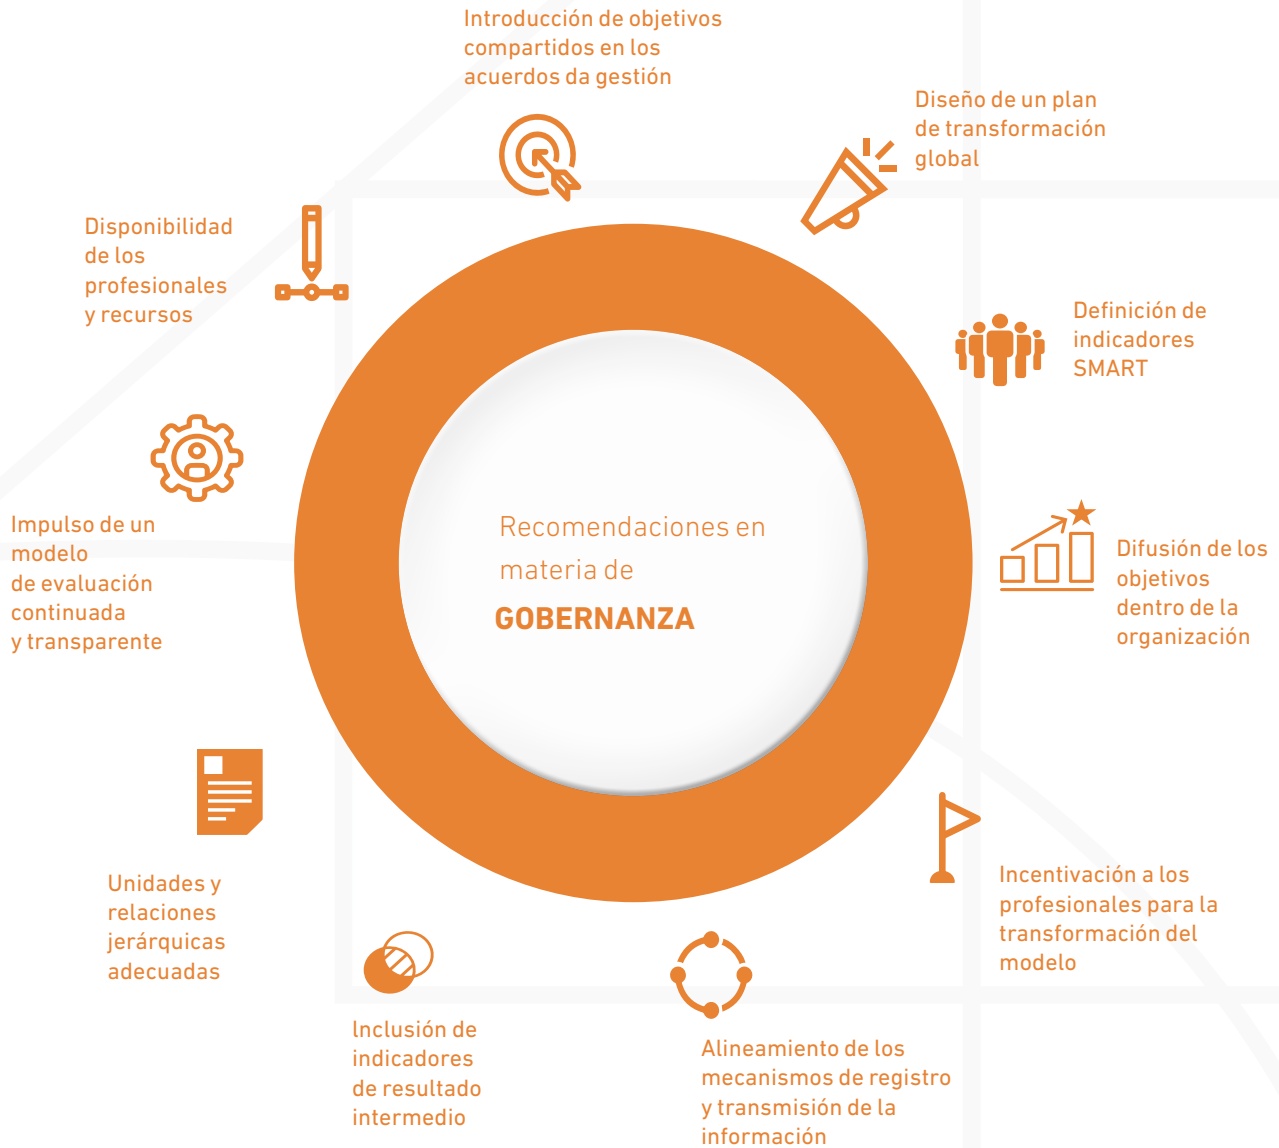 Introducción de objetivos
compartidos en los
acuerdos da gestión
Diseño de un plan
de transformación
global
Definición de
indicadores
SMART
Difusión de los
objetivos
dentro de la
organización
Incentivación a los
profesionales para la
transformación del
modelo
Alineamiento de los
mecanismos de registro
y transmisión de la
información
Inclusión de
indicadores
de resultado
intermedio
Unidades y
relaciones
jerárquicas
adecuadas
Impulso de un
modelo
de evaluación
continuada
y transparente
Disponibilidad
de los
profesionales
y recursos
Recomendaciones en
materia de
GOBERNANZA